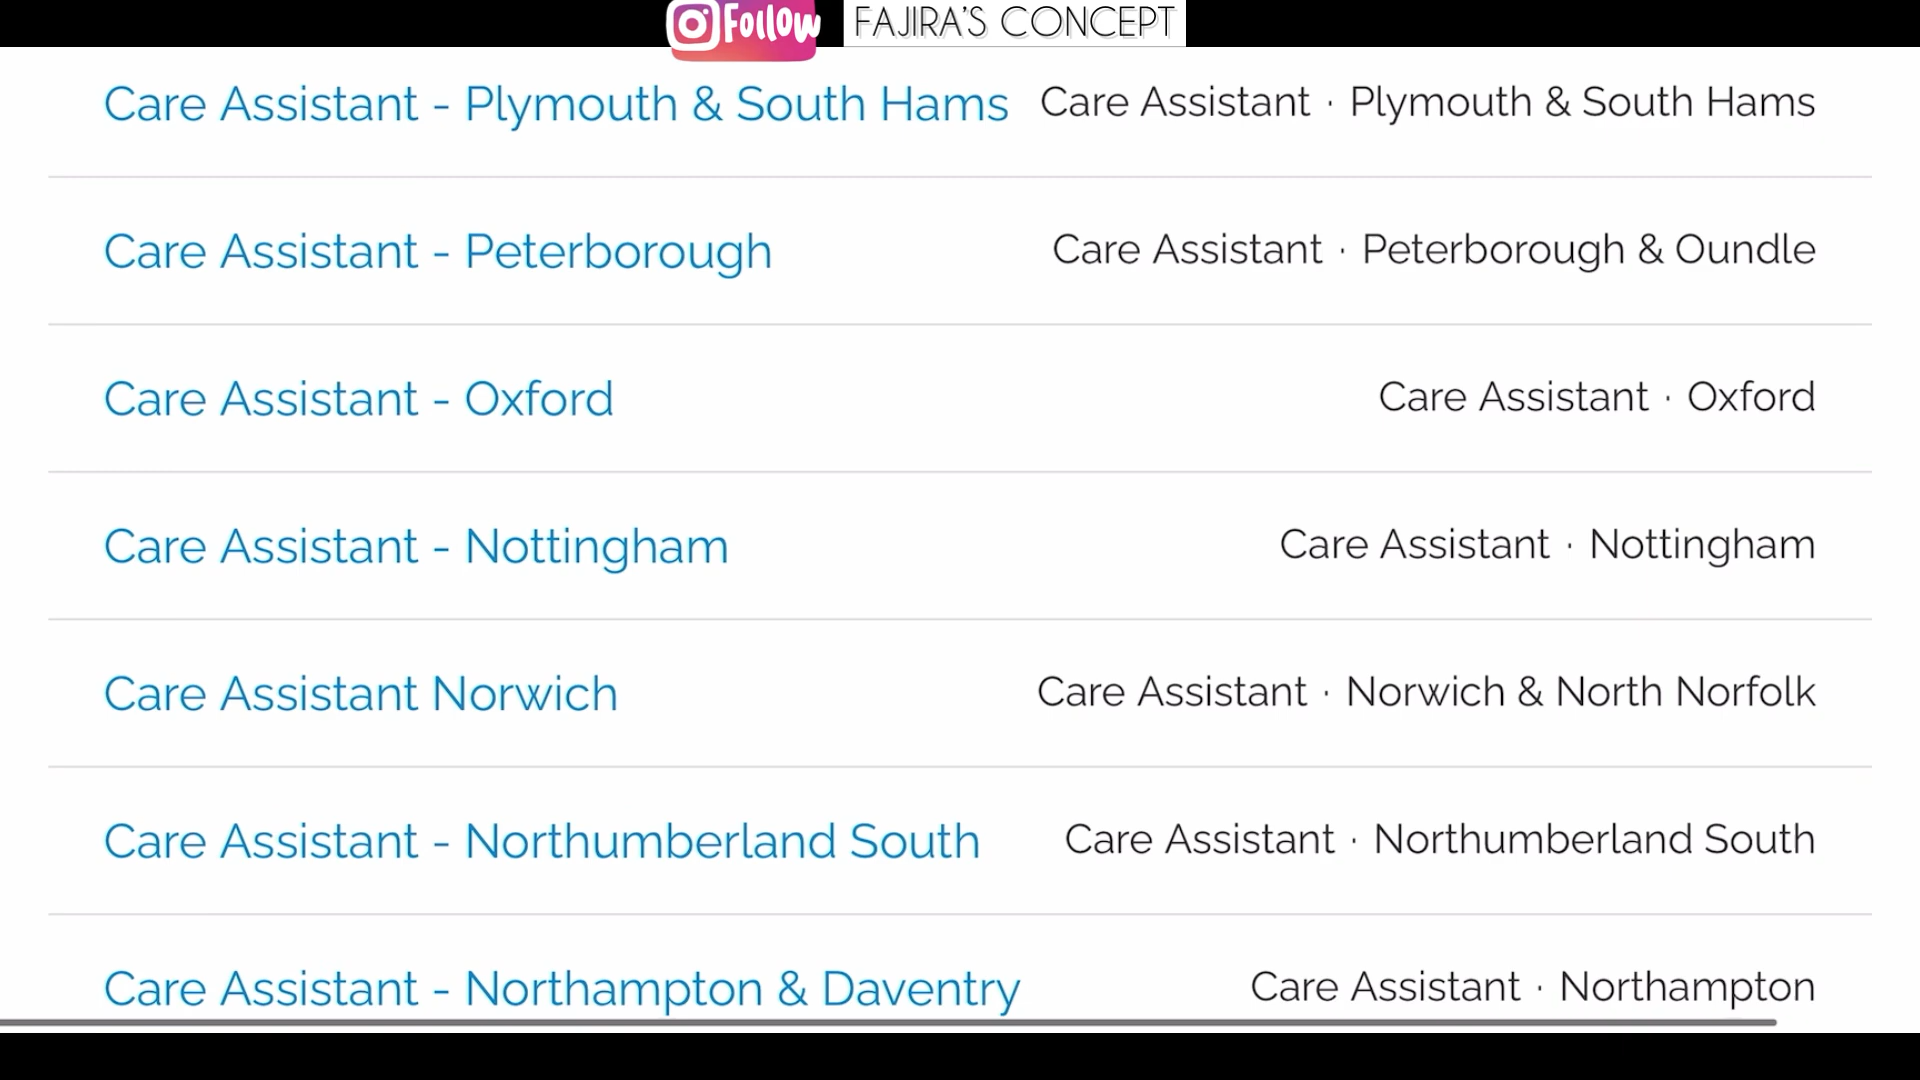 Follow FAJIRA'S CONCEPT
Care Assistant - Plymouth & South Hams Care Assistant · Plymouth & South Hams
Care Assistant - Peterborough Care Assistant · Peterborough & Oundle
Care Assistant - Oxford Care Assistant · Oxford
Care Assistant - Nottingham Care Assistant · Nottingham
Care Assistant Norwich Care Assistant · Norwich & North Norfolk
Care Assistant - Northumberland South Care Assistant · Northumberland South
Care Assistant - Northampton & Daventry Care Assistant · Northampton